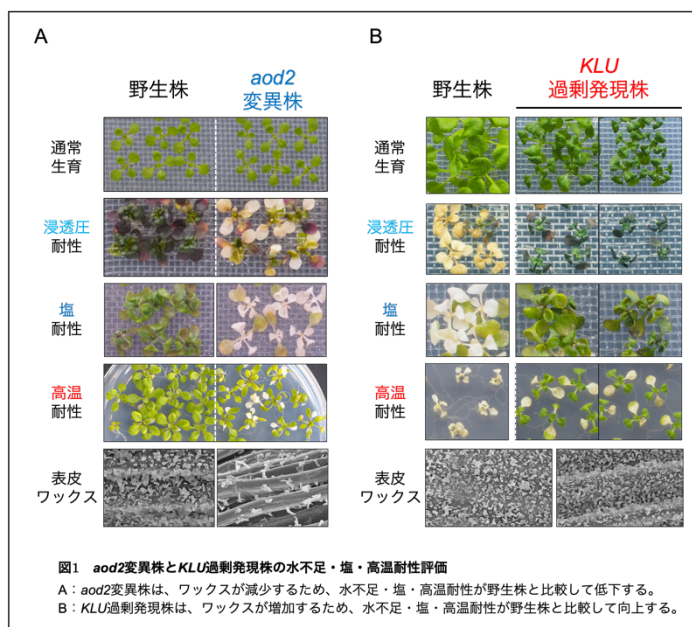 A
野生株
aod2
変異株
通常
生育
浸透圧
耐性
塩
耐性
高温
耐性
表皮
ワックス
B
野生株
KLU
過剰発現株
通常
生育
浸透圧
耐性
塩
耐性
高温
耐性
表皮
ワックス
図1 aod2変異株とKLU過剰発現株の水不足・塩・高温耐性評価
A：aod2変異株は、ワックスが減少するため、水不足・塩・高温耐性が野生株と比較して低下する。
B：KLU過剰発現株は、ワックスが増加するため、水不足・塩・高温耐性が野生株と比較して向上する。